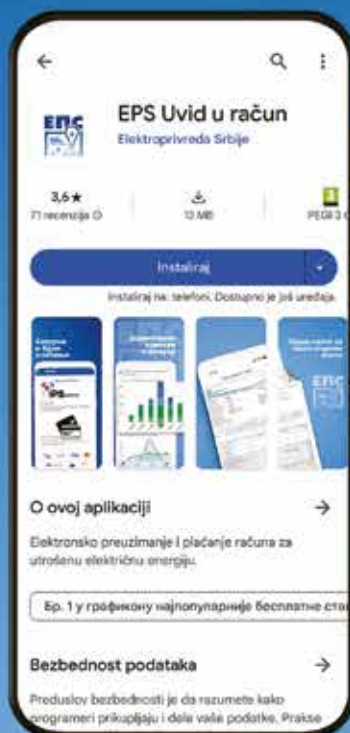 EPS Uvid u račun
ЕПС
Elektroprivreda Srbije
3,6★
71 recenzija
12 MB
PEGI 3
Instaliraj
Instaliraj na: telefoni. Dostupno je još uređaja.
ЕПС
O ovoj aplikaciji
Elektronsko preuzimanje i plaćanje računa za
utrošenu električnu energiju.
Бр. 1 у графикону најпопуларније бесплатне
Bezbednost podataka
Preduslov bezbednosti je da razumete kako
programeri prikupljaju i dele vaše podatke. Prakse